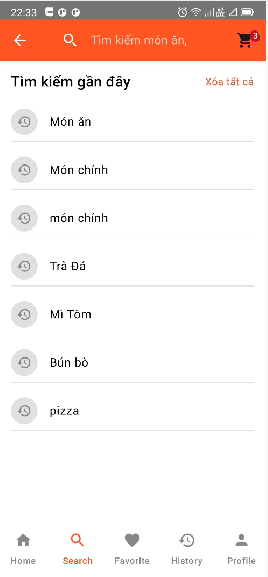 22:33
Tìm kiếm món ăn,
3
Tìm kiếm gần đây
Xóa tất cả
Món ăn
Món chính
món chính
Trà Đá
Mì Tôm
Bún bò
pizza
Home
Search
Favorite
History
Profile